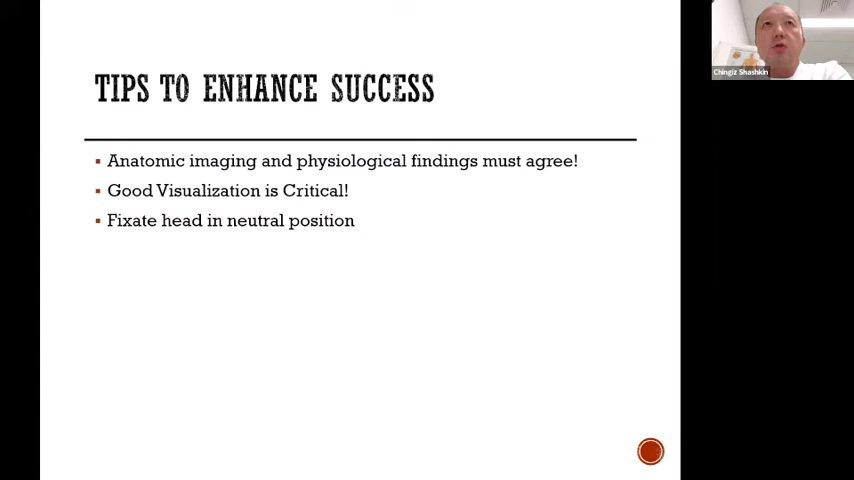 TIPS TO ENHANCE SUCCESS
Anatomic imaging and physiological findings must agree!
Good Visualization is Critical!
Fixate head in neutral position
Chingiz Shashkin